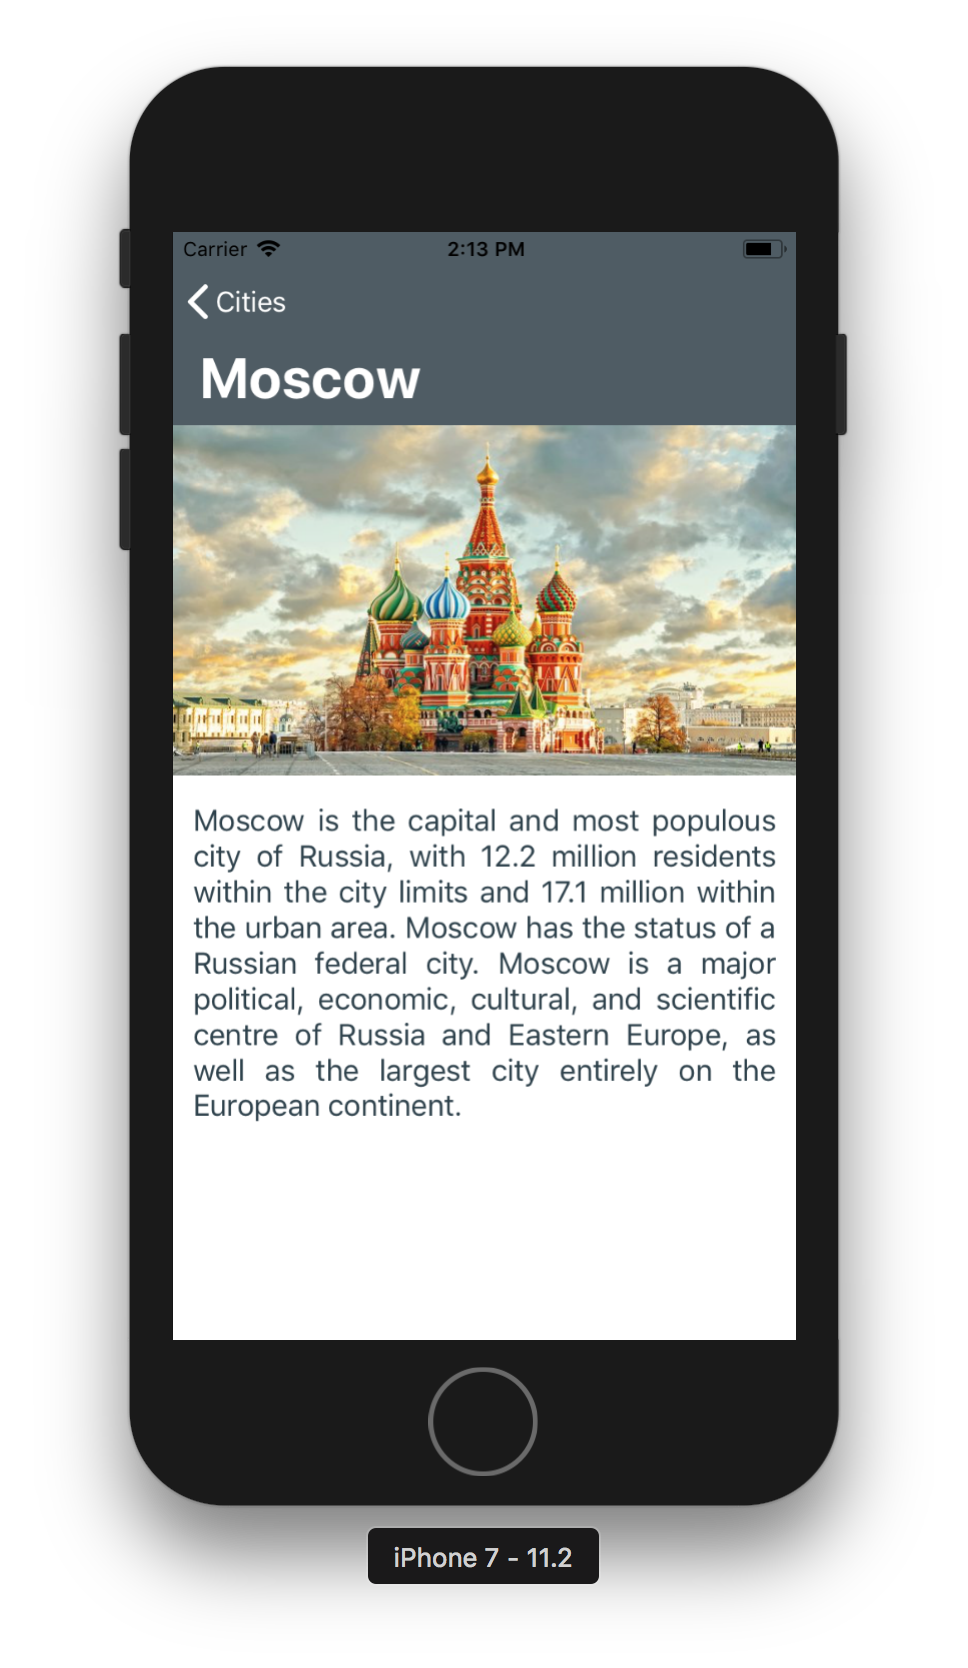 Carrier
2:13 PM
Cities
Moscow
Moscow is the capital and most populous
city of Russia, with 12.2 million residents
within the city limits and 17.1 million within
the urban area. Moscow has the status of a
Russian federal city. Moscow is a major
political, economic, cultural, and scientific
centre of Russia and Eastern Europe, as
well as the largest city entirely on the
European continent.
iPhone 7 - 11.2